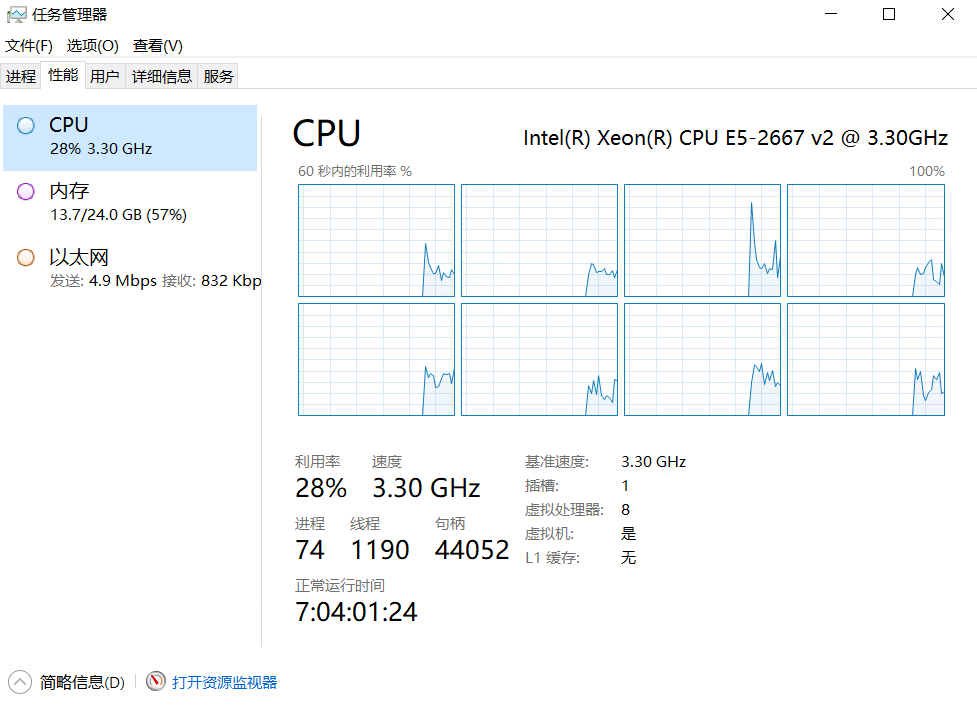 任务管理器
文件(F) 选项(O) 查看(V)
进程 性能 用户 详细信息 服务
CPU
28% 3.30 GHz
内存
13.7/24.0 GB (57%)
以太网
发送: 4.9 Mbps 接收: 832 Kbp
CPU Intel(R) Xeon(R) CPU E5-2667 v2 @ 3.30GHz
60 秒内的利用率 % 100%
利用率 速度
28% 3.30 GHz
进程 线程 句柄
74 1190 44052
正常运行时间
7:04:01:24
基准速度: 3.30 GHz
插槽: 1
虚拟处理器: 8
虚拟机: 是
L1 缓存: 无
简略信息(D) 打开资源监视器